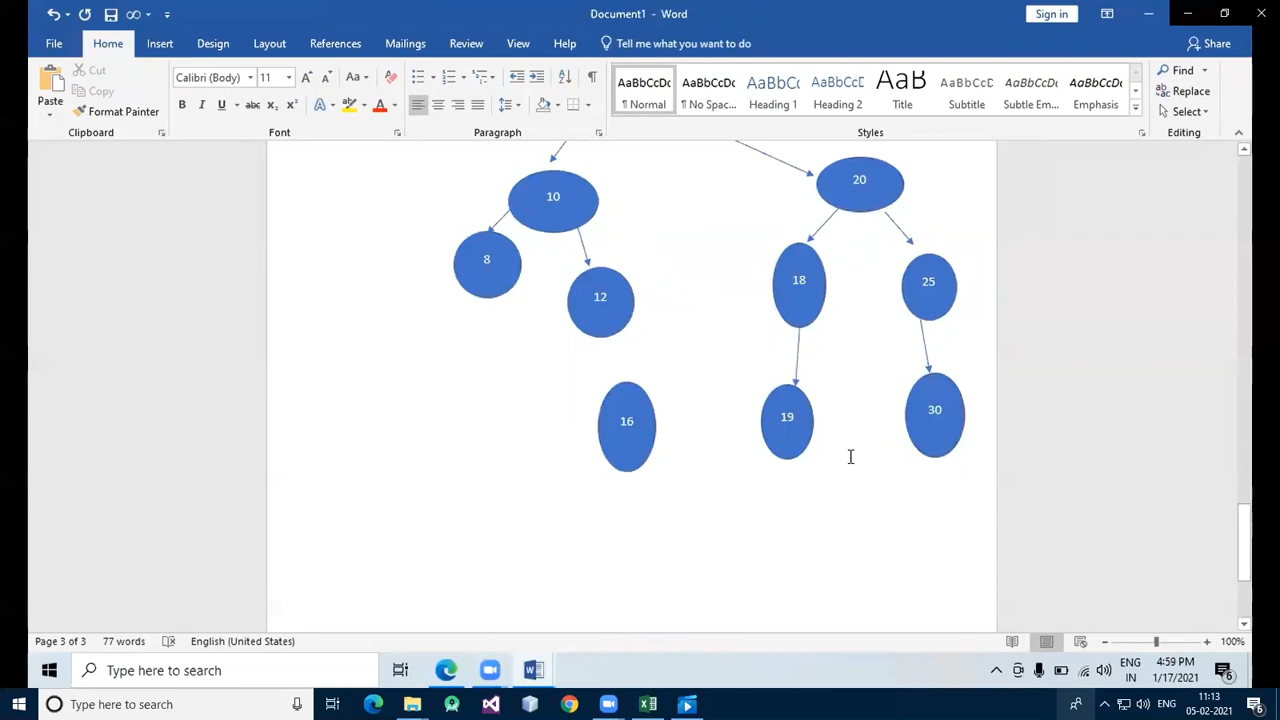 Document1 - Word
Sign in
File Home Insert Design Layout References Mailings Review View Help Tell me what you want to do Share
Paste
Cut
Copy
Format Painter
Calibri (Body) 11
Clipboard
Font
Paragraph
AaBbCcDc
¶ Normal
AaBbCcDc
¶ No Spac...
AaBbCc
Heading 1
AaBbCcC
Heading 2
AaB
Title
AaBbCcD
Subtitle
AaBbCcDc
Subtle Em...
AaBbCcDc
Emphasis
Styles
Find
Replace
Select
Editing
10
20
8
12
18
25
16
19
30
Page 3 of 3 77 words English (United States) 100%
Type here to search
ENG
IN
4:59 PM
1/17/2021
6
Type here to search
ENG
11:13
05-02-2021
6